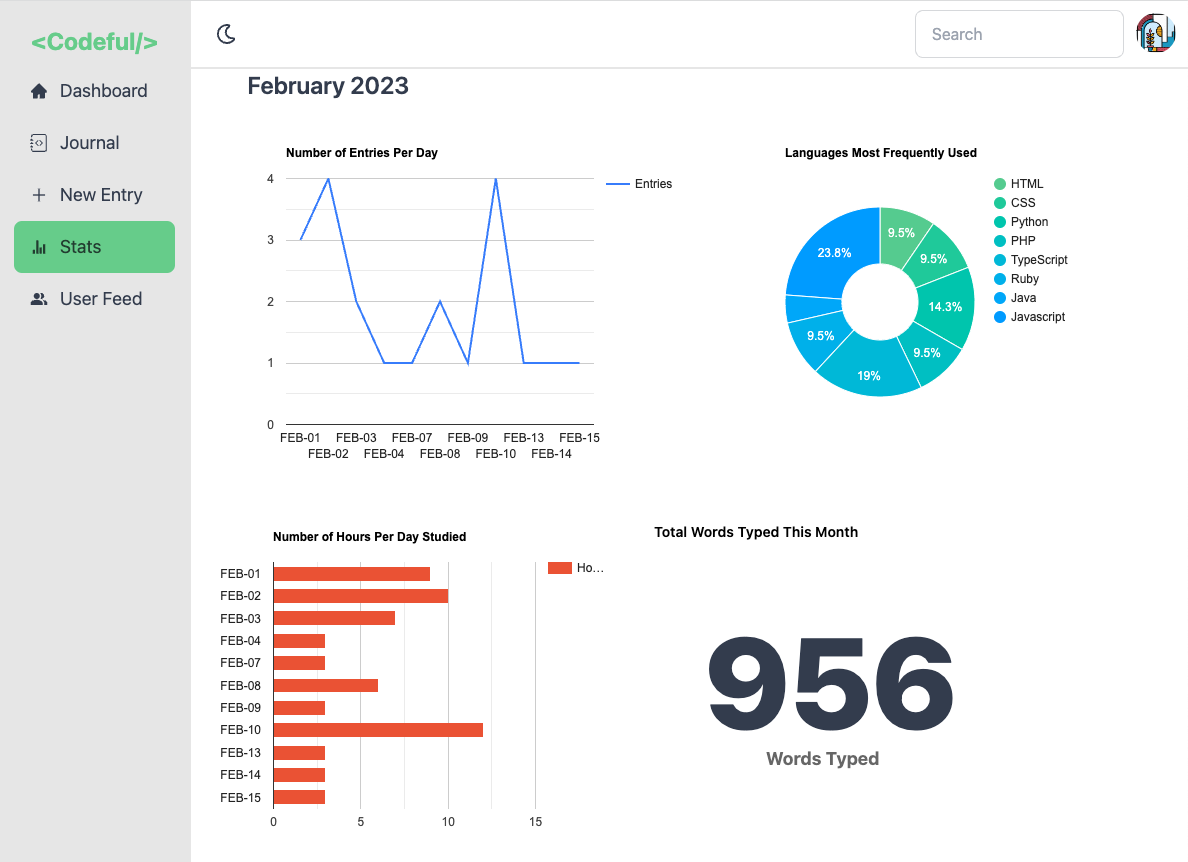 <Codeful/>
Dashboard
Journal
New Entry
Stats
User Feed
Search
February 2023
Number of Entries Per Day
4
3
2
1
0
Entries
FEB-01 FEB-03 FEB-07 FEB-09 FEB-13 FEB-15
FEB-02 FEB-04 FEB-08 FEB-10 FEB-14
Languages Most Frequently Used
9.5%
9.5%
14.3%
9.5%
19%
9.5%
23.8%
HTML
CSS
Python
PHP
TypeScript
Ruby
Java
Javascript
Number of Hours Per Day Studied
Ho...
FEB-01
FEB-02
FEB-03
FEB-04
FEB-07
FEB-08
FEB-09
FEB-10
FEB-13
FEB-14
FEB-15
0 5 10 15
Total Words Typed This Month
956
Words Typed